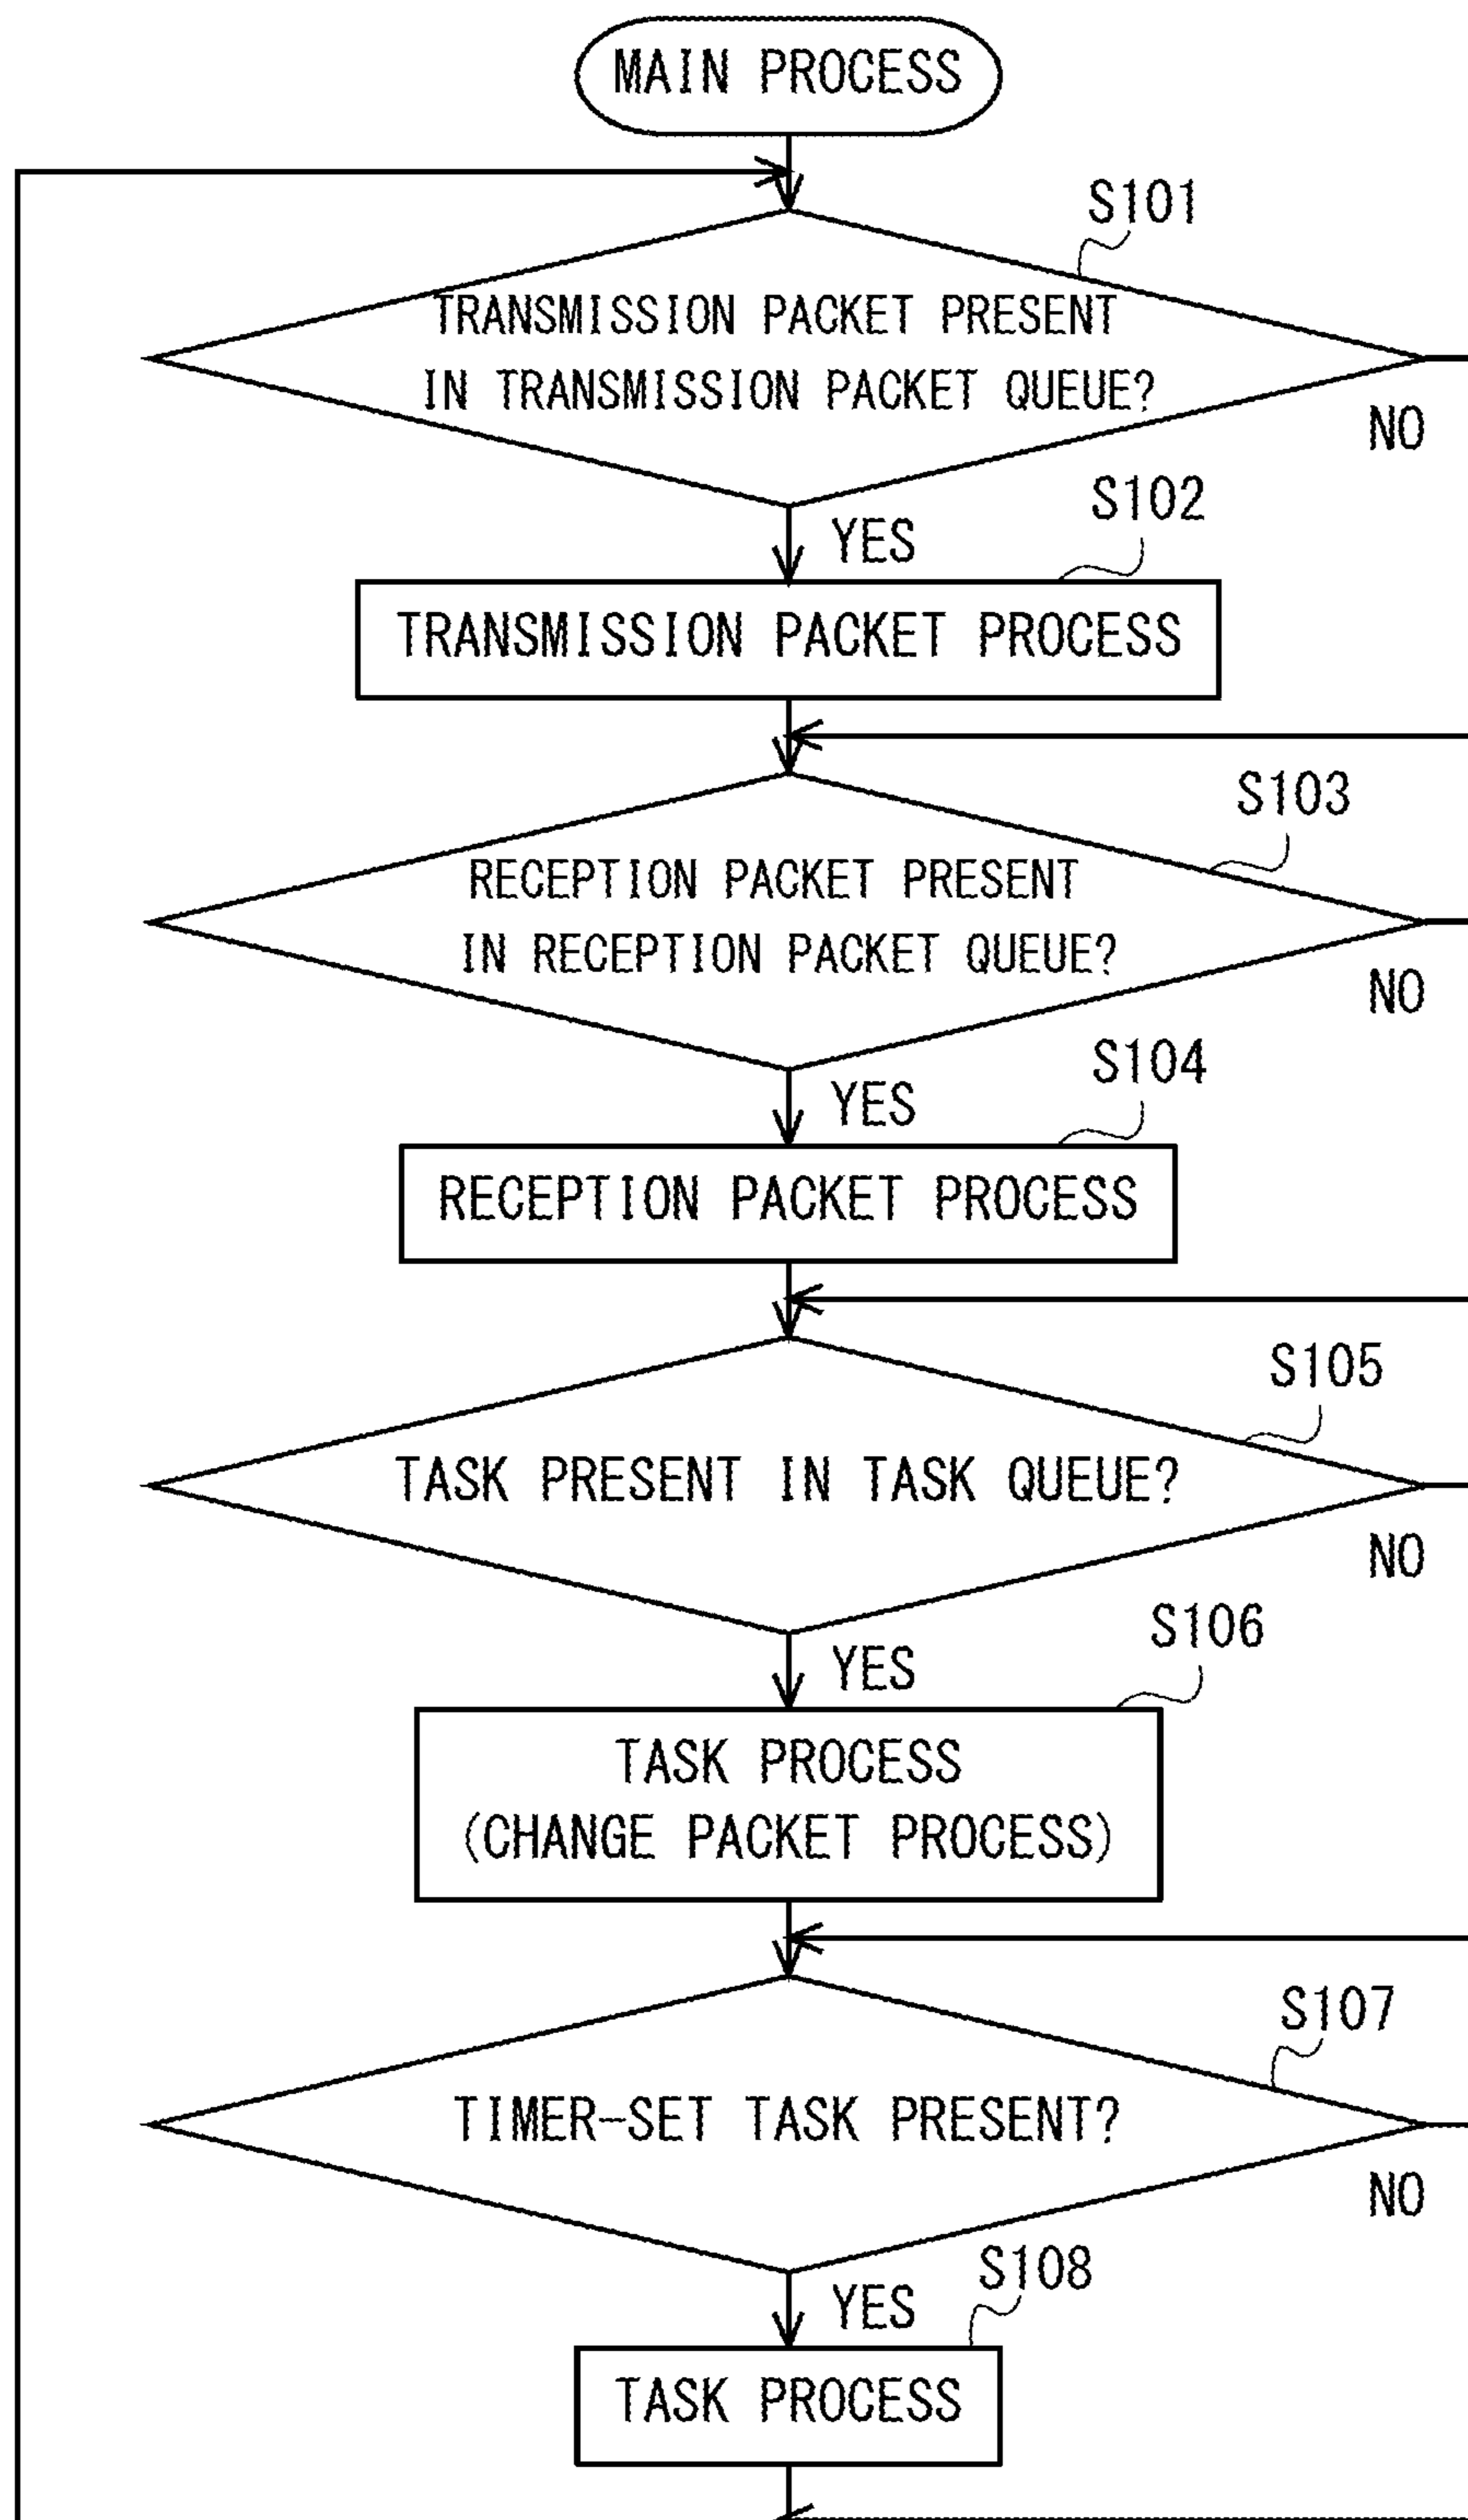 MAIN PROCESS
S101
TRANSMISSION PACKET PRESENT
IN TRANSMISSION PACKET QUEUE?
NO
S102
YES
TRANSMISSION PACKET PROCESS
S103
RECEPTION PACKET PRESENT
IN RECEPTION PACKET QUEUE?
NO
S104
YES
RECEPTION PACKET PROCESS
S105
TASK PRESENT IN TASK QUEUE?
NO
S106
YES
TASK PROCESS
(CHANGE PACKET PROCESS)
S107
TIMER-SET TASK PRESENT?
NO
S108
YES
TASK PROCESS